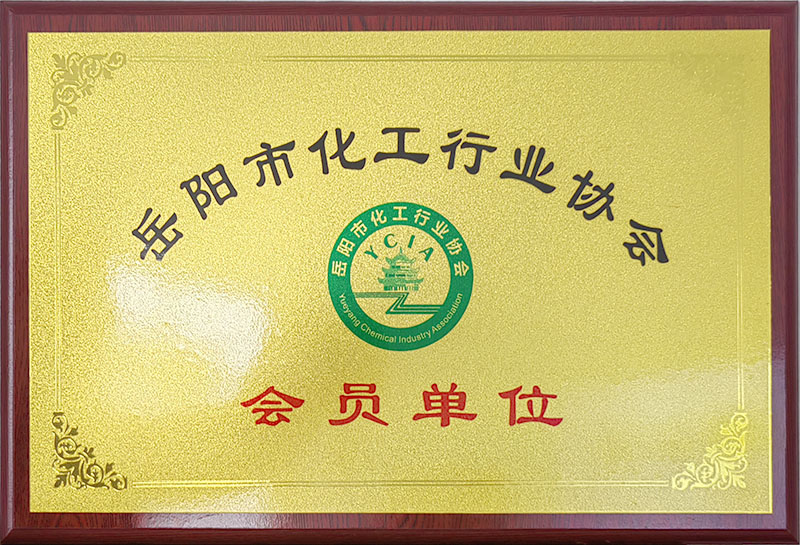 岳阳市化工行业协会
岳阳市化工行业协会
YCIA
Yueyang Chemical Industry Association
会员单位